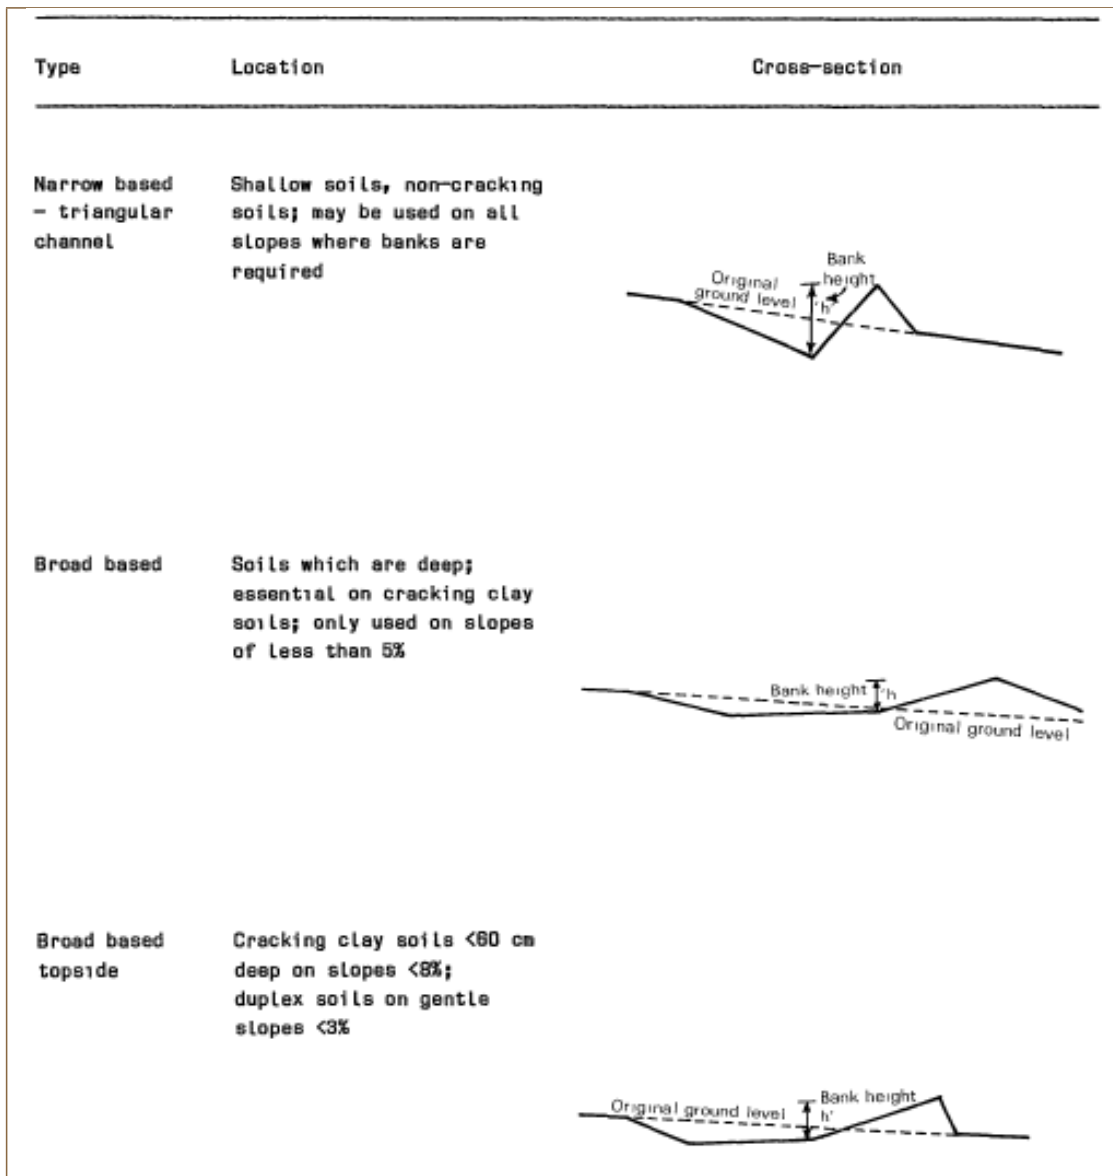 Type Location Cross-section
Narrow based Shallow soils, non-cracking
– triangular soils; may be used on all
channel slopes where banks are
required
Bank
height
Original
ground level
'h'
Broad based Soils which are deep;
essential on cracking clay
soils; only used on slopes
of less than 5%
Bank height 'h
Original ground level
Broad based Cracking clay soils <60 cm
topside deep on slopes <8%;
duplex soils on gentle
slopes <3%
Original ground level
Bank height
h'